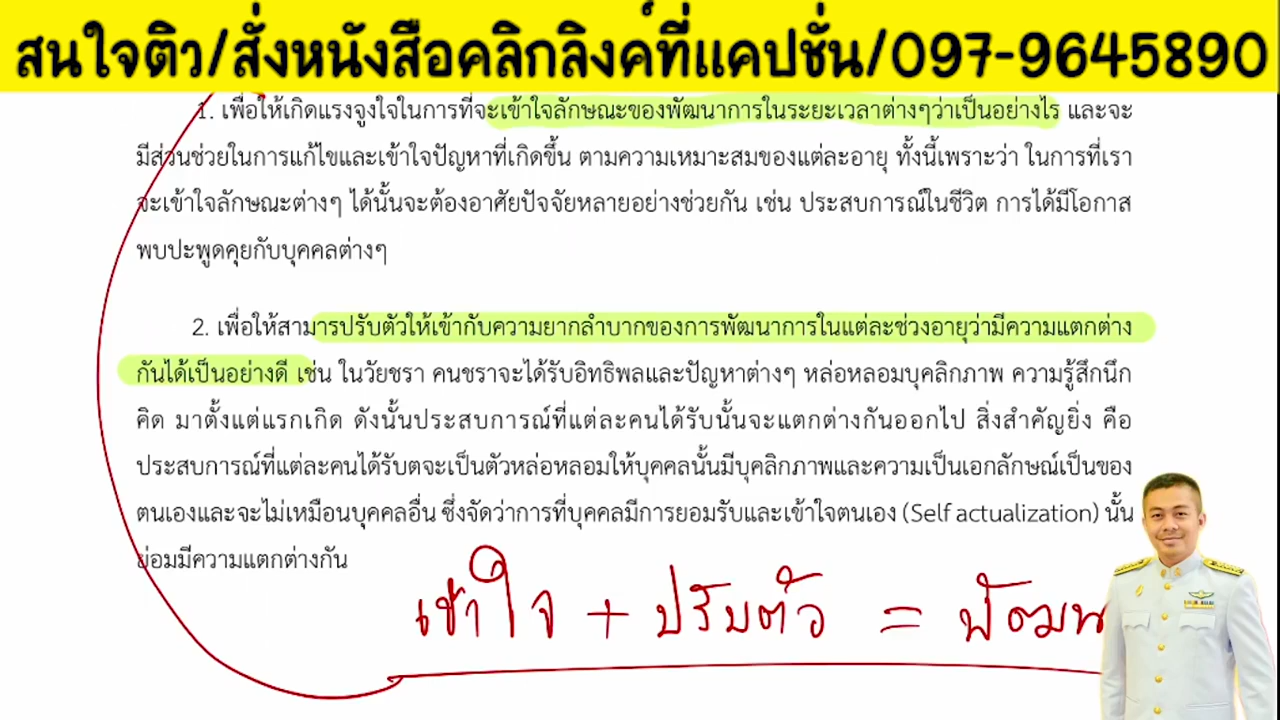 สนใจติว/สั่งหนังสือคลิกลิงค์ที่แคปชั่น/097-9645890
1. เพื่อให้เกิดแรงจูงใจในการที่จะเข้าใจลักษณะของพัฒนาการในระยะเวลาต่างๆว่าเป็นอย่างไร และจะ
มีส่วนช่วยในการแก้ไขและเข้าใจปัญหาที่เกิดขึ้น ตามความเหมาะสมของแต่ละอายุ ทั้งนี้เพราะว่า ในการที่เรา
จะเข้าใจลักษณะต่างๆ ได้นั้นจะต้องอาศัยปัจจัยหลายอย่างช่วยกัน เช่น ประสบการณ์ในชีวิต การได้มีโอกาส
พบปะพูดคุยกับบุคคลต่างๆ
2. เพื่อให้สามารถปรับตัวให้เข้ากับความยากลำบากของการพัฒนาการในแต่ละช่วงอายุว่ามีความแตกต่าง
กันได้เป็นอย่างดี เช่น ในวัยชรา คนชราจะได้รับอิทธิพลและปัญหาต่างๆ หล่อหลอมบุคลิกภาพ ความรู้สึกนึก
คิด มาตั้งแต่แรกเกิด ดังนั้นประสบการณ์ที่แต่ละคนได้รับนั้นจะแตกต่างกันออกไป สิ่งสำคัญยิ่ง คือ
ประสบการณ์ที่แต่ละคนได้รับตจะเป็นตัวหล่อหลอมให้บุคคลนั้นมีบุคลิกภาพและความเป็นเอกลักษณ์เป็นของ
ตนเองและจะไม่เหมือนบุคคลอื่น ซึ่งจัดว่าการที่บุคคลมีการยอมรับและเข้าใจตนเอง (Self actualization) นั้น
ย่อมมีความแตกต่างกัน
เข้าใจ + ปรับตัว = พัฒน